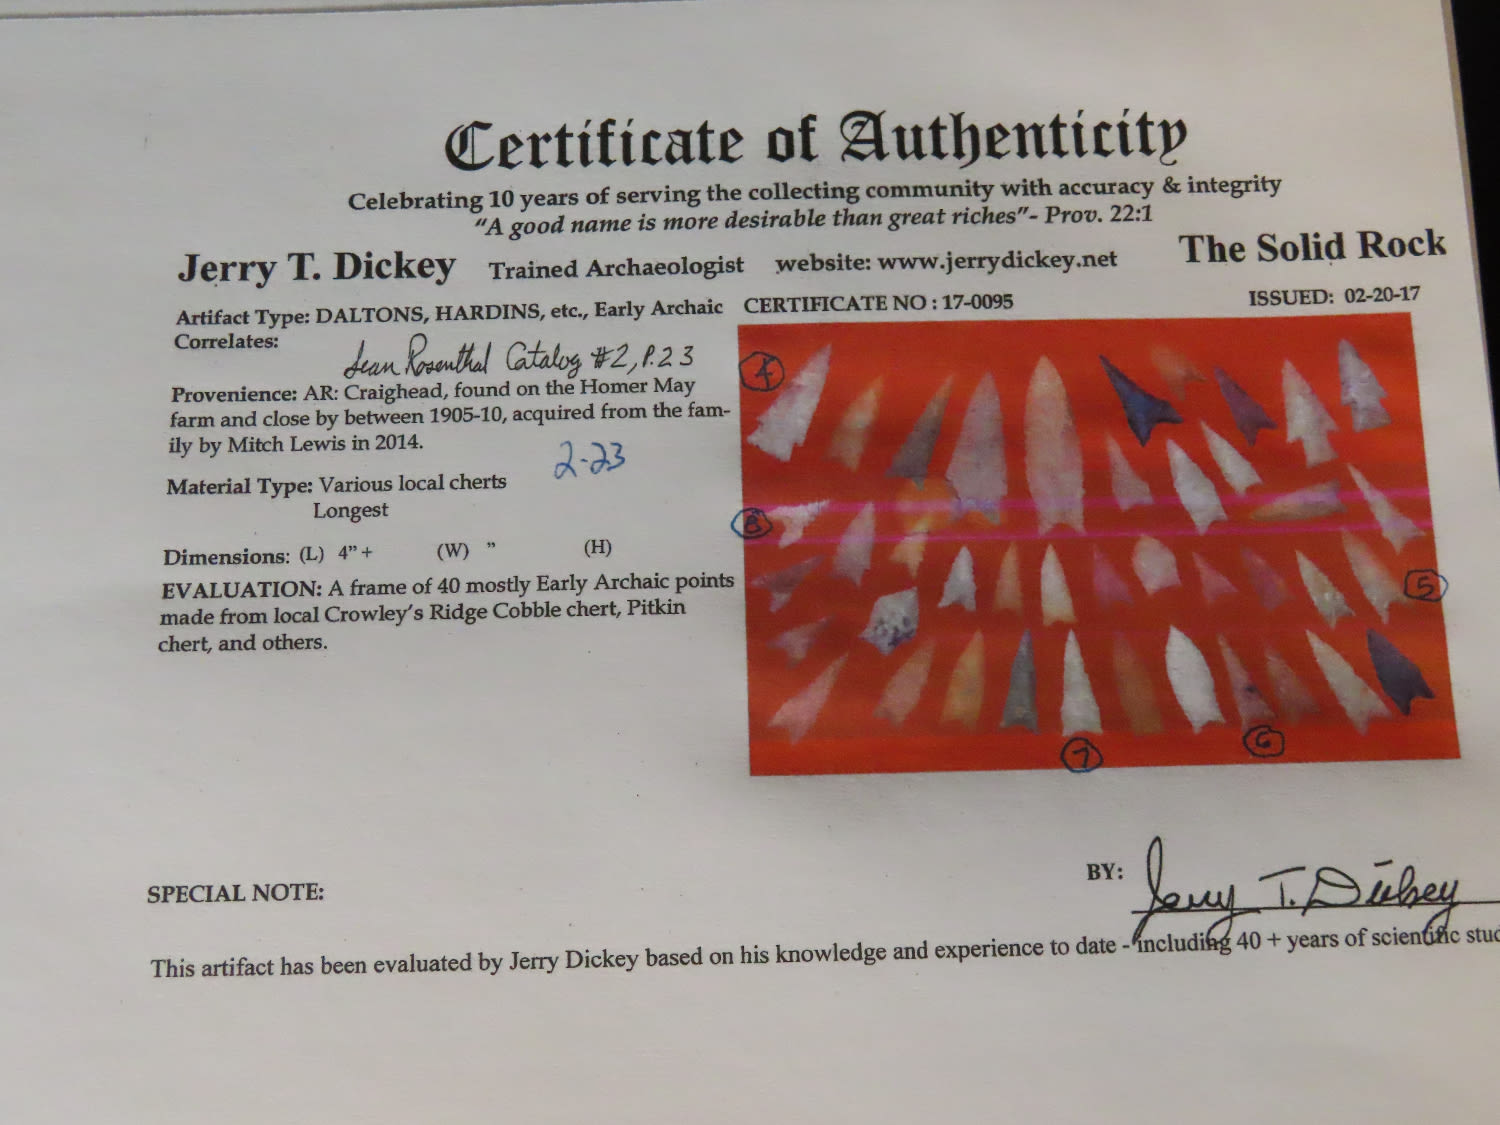 Certificate of Authenticity
Celebrating 10 years of serving the collecting community with accuracy & integrity
"A good name is more desirable than great riches"- Prov. 22:1
Jerry T. Dickey Trained Archaeologist website: www.jerrydickey.net The Solid Rock
Artifact Type: DALTONS, HARDINS, etc., Early Archaic CERTIFICATE NO : 17-0095 ISSUED: 02-20-17
Correlates:
Sean Rosenthal Catalog #2, P. 23
Provenience: AR: Craighead, found on the Homer May
farm and close by between 1905-10, acquired from the fam-
ily by Mitch Lewis in 2014.
2-23
Material Type: Various local cherts
Longest
Dimensions: (L) 4" + (W) " (H)
EVALUATION: A frame of 40 mostly Early Archaic points
made from local Crowley's Ridge Cobble chert, Pitkin
chert, and others.
4
8
5
7
6
SPECIAL NOTE:
BY: Jerry T. Dickey
This artifact has been evaluated by Jerry Dickey based on his knowledge and experience to date - including 40 + years of scientific